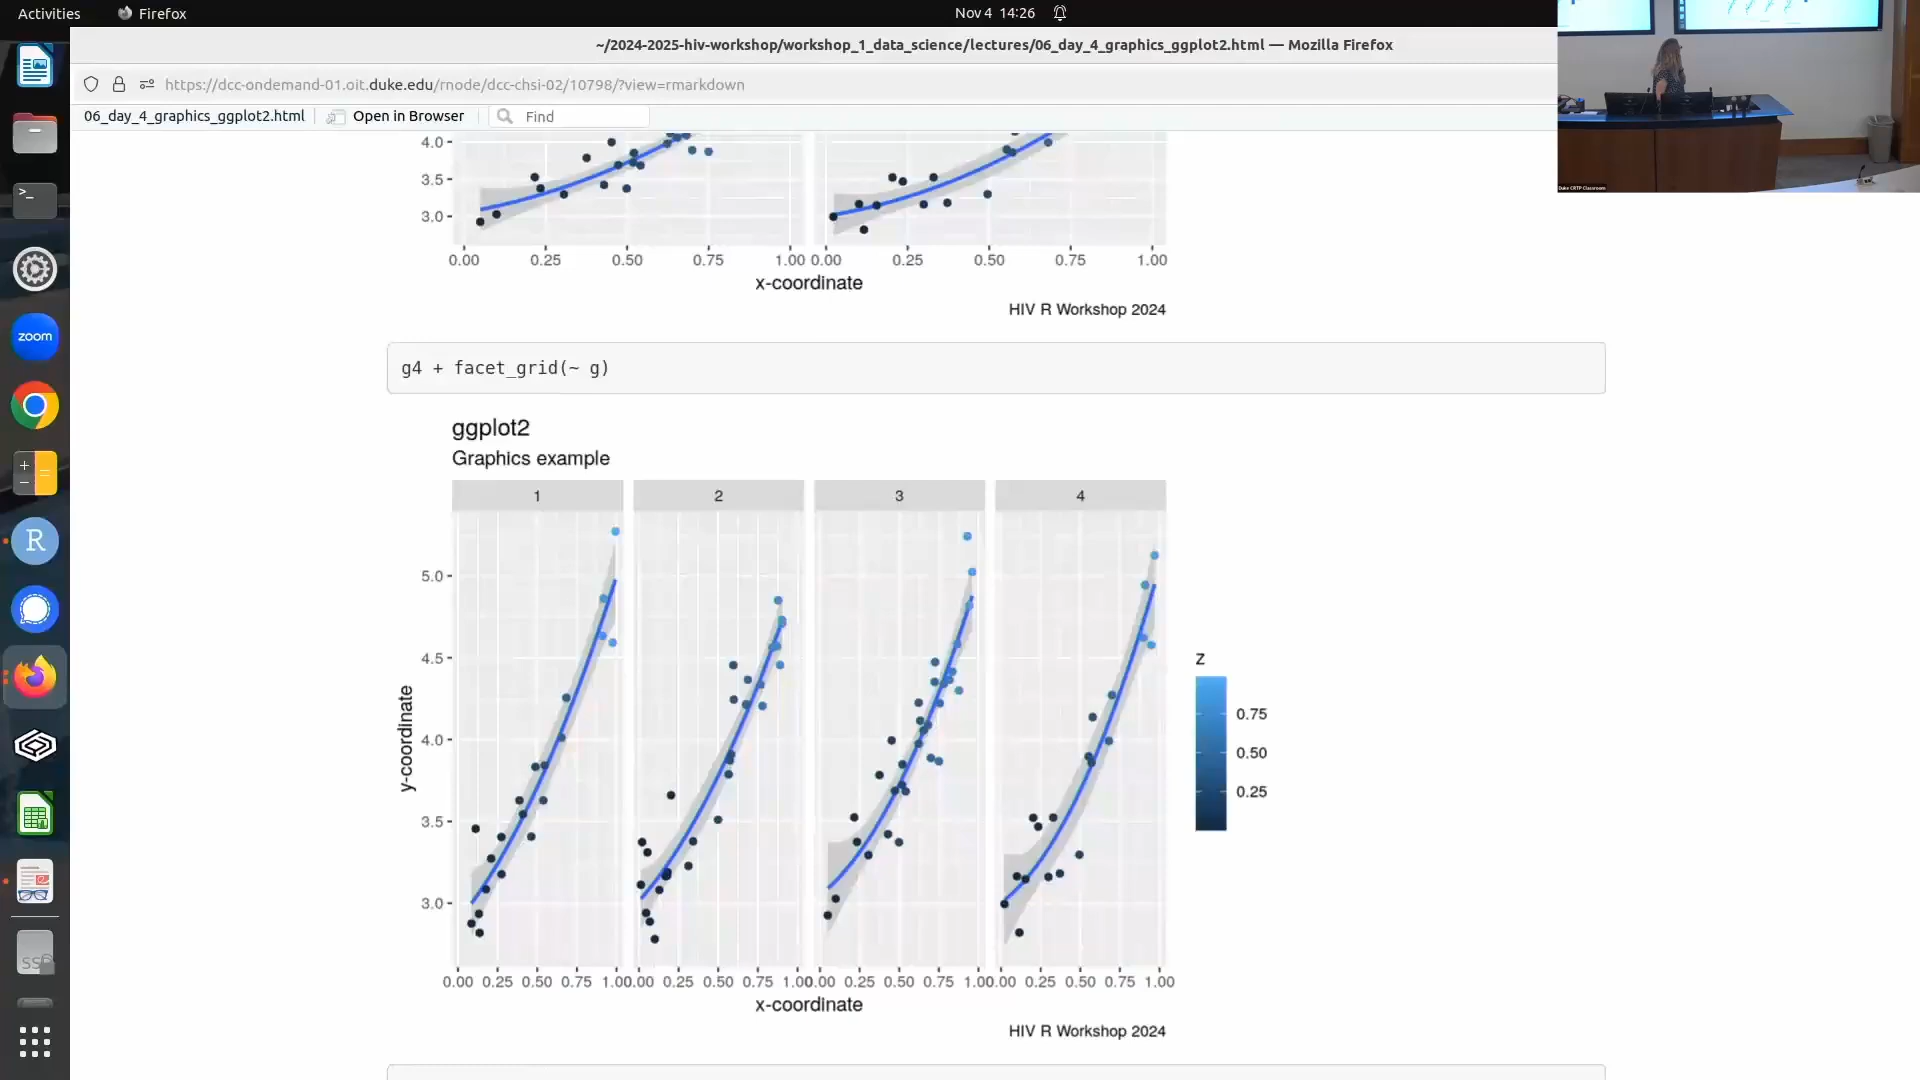 Activities Firefox Nov 4 14:26
~/2024-2025-hiv-workshop/workshop_1_data_science/lectures/06_day_4_graphics_ggplot2.html — Mozilla Firefox
https://dcc-ondemand-01.oit.duke.edu/rnode/dcc-chsi-02/10798/?view=rmarkdown
06_day_4_graphics_ggplot2.html Open in Browser Find
4.0
3.5
3.0
0.00 0.25 0.50 0.75 1.00 0.00 0.25 0.50 0.75 1.00
x-coordinate
HIV R Workshop 2024
g4 + facet_grid(~ g)
ggplot2
Graphics example
1 2 3 4
5.0
4.5
4.0
3.5
3.0
y-coordinate
0.00 0.25 0.50 0.75 1.00 0.00 0.25 0.50 0.75 1.00 0.00 0.25 0.50 0.75 1.00 0.00 0.25 0.50 0.75 1.00
x-coordinate
z
0.75
0.50
0.25
HIV R Workshop 2024
zoom
R
SSD
Duke CRTP Classroom